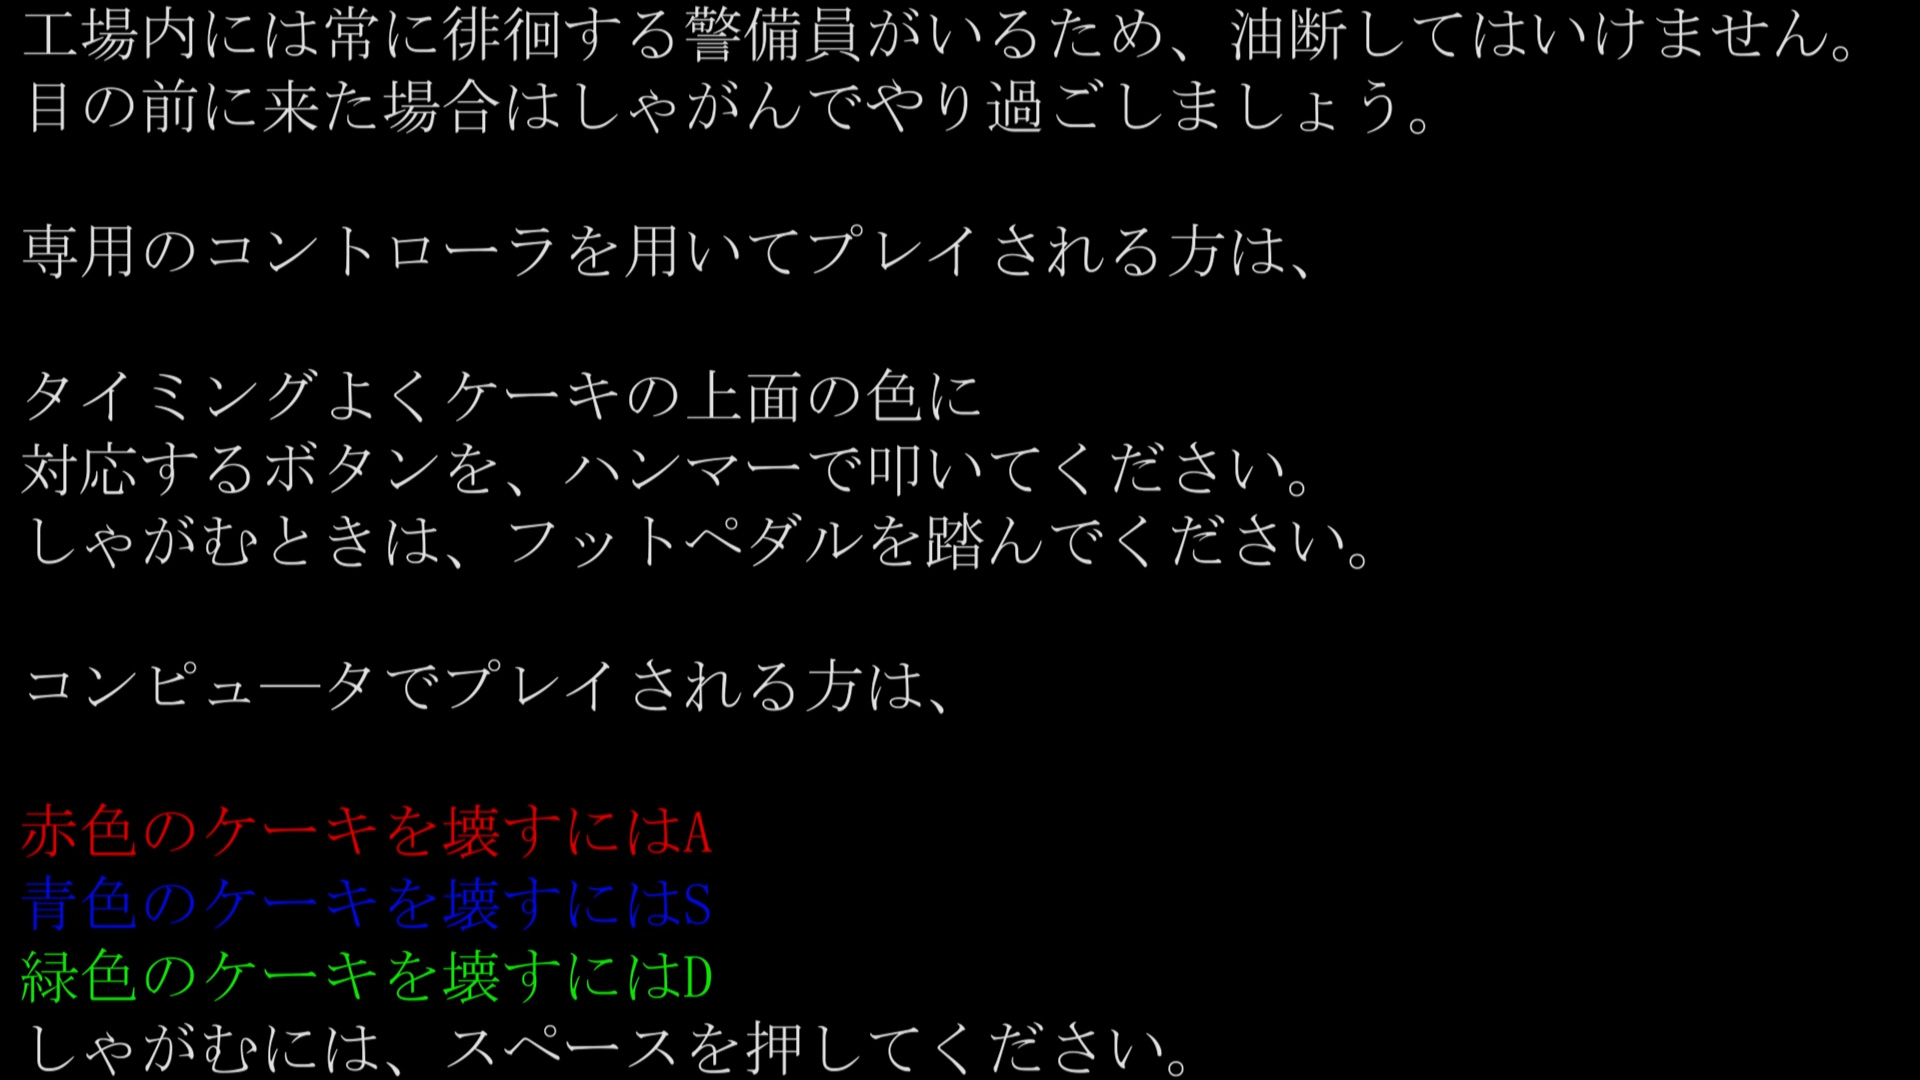 工場内には常に徘徊する警備員がいるため、油断してはいけません。
目の前に来た場合はしゃがんでやり過ごしましょう。
専用のコントローラを用いてプレイされる方は、
タイミングよくケーキの上面の色に
対応するボタンを、ハンマーで叩いてください。
しゃがむときは、フットペダルを踏んでください。
コンピュ―タでプレイされる方は、
赤色のケーキを壊すにはA
青色のケーキを壊すにはS
緑色のケーキを壊すにはD
しゃがむには、スペースを押してください。